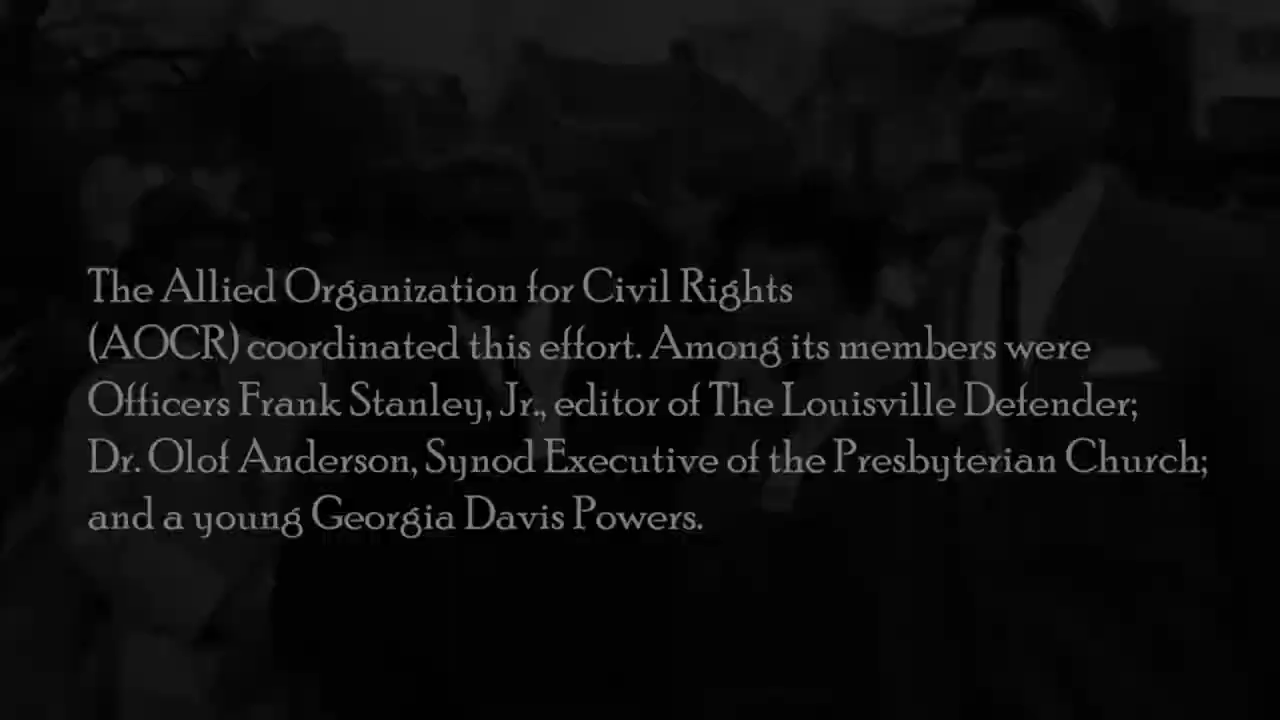 The Allied Organization for Civil Rights
(AOCR) coordinated this effort. Among its members were
Officers Frank Stanley, Jr., editor of The Louisville Defender;
Dr. Olof Anderson, Synod Executive of the Presbyterian Church;
and a young Georgia Davis Powers.